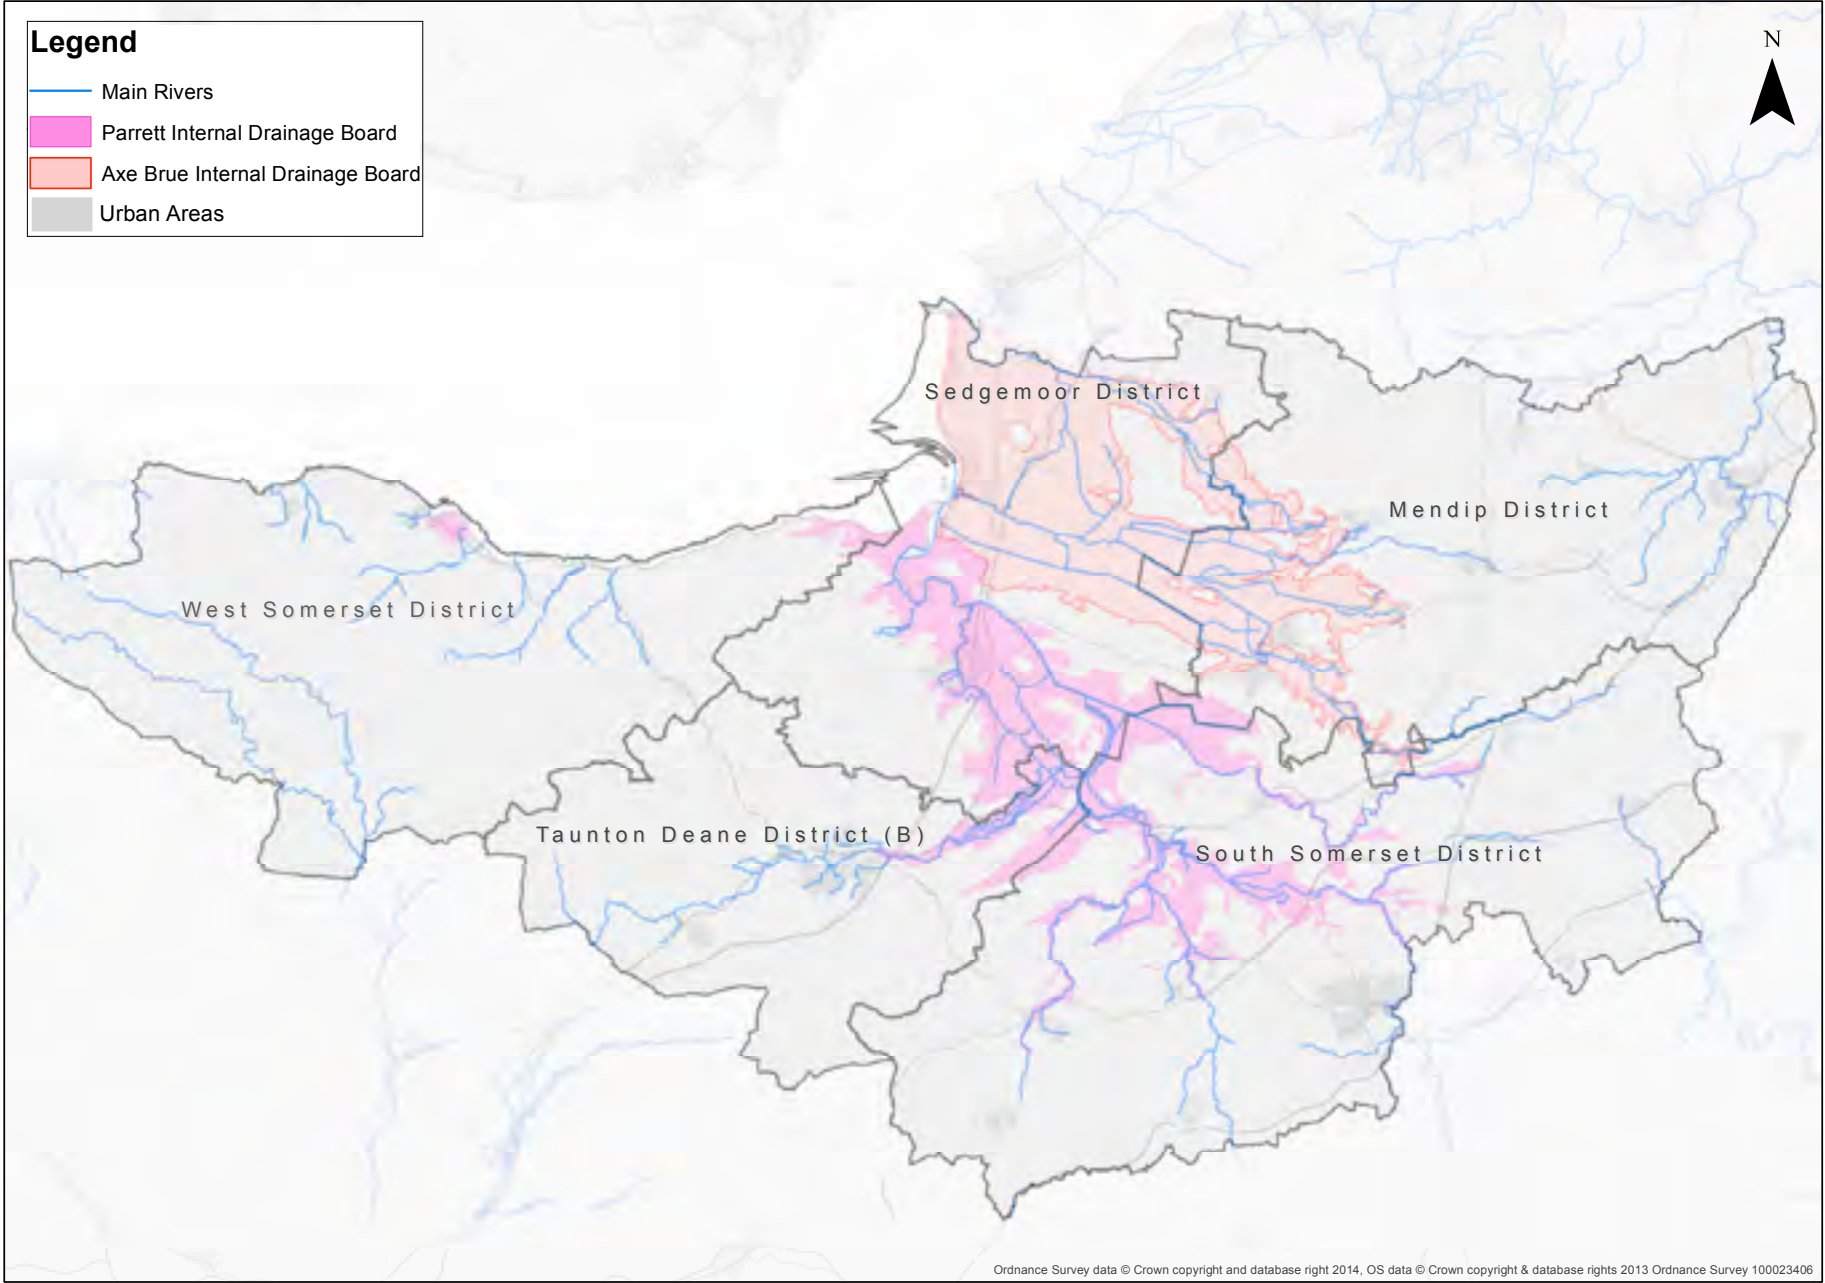 Legend
Main Rivers
Parrett Internal Drainage Board
Axe Brue Internal Drainage Board
Urban Areas
N
Sedgemoor District
Mendip District
West Somerset District
Taunton Deane District (B)
South Somerset District
Ordnance Survey data © Crown copyright and database right 2014, OS data © Crown copyright & database rights 2013 Ordnance Survey 100023406